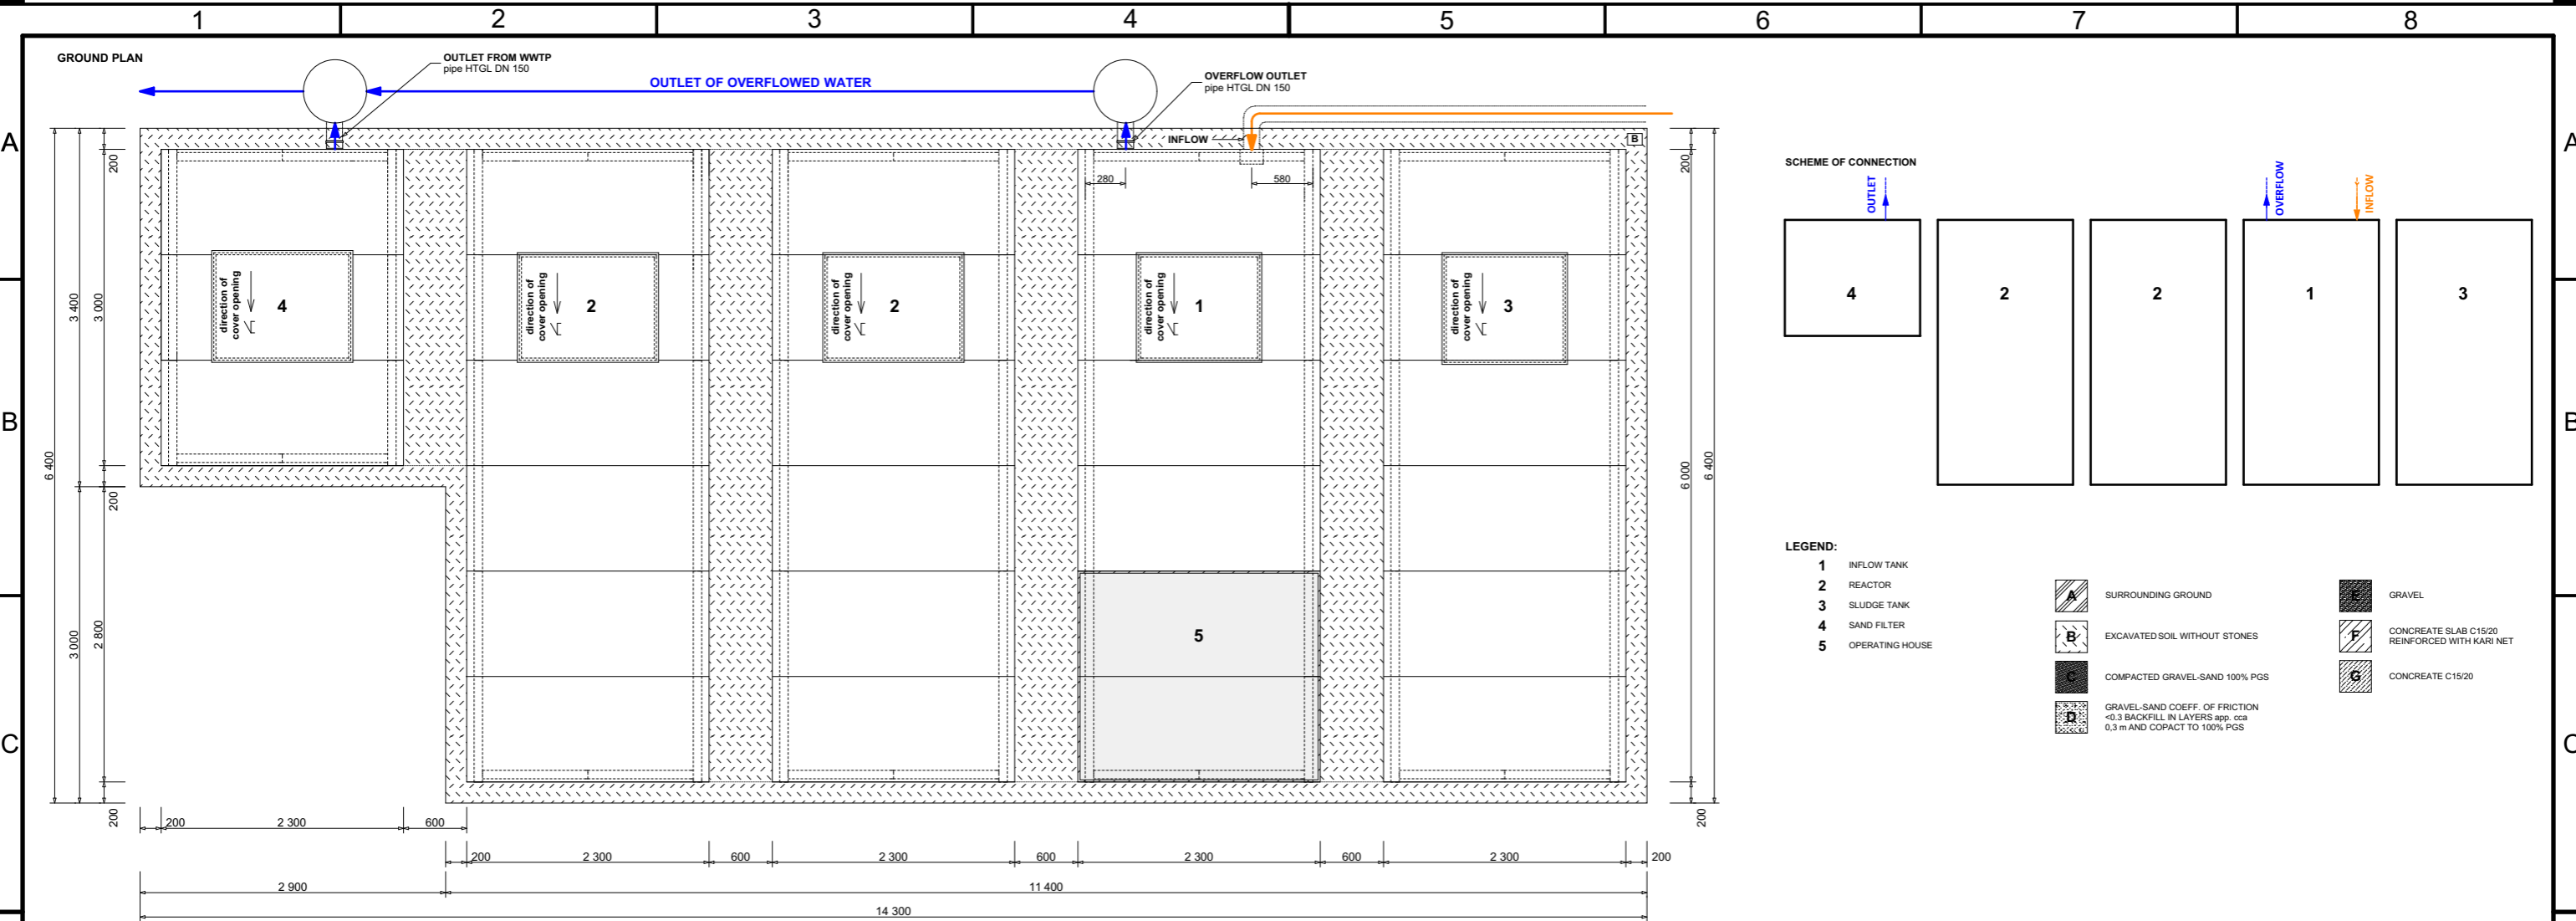 1 2 3 4 5 6 7 8
GROUND PLAN
OUTLET FROM WWTP
pipe HTGL DN 150
OUTLET OF OVERFLOWED WATER
OVERFLOW OUTLET
pipe HTGL DN 150
A
A
INFLOW
B
200
200
280
580
SCHEME OF CONNECTION
OUTLET
OVERFLOW
INFLOW
direction of
cover opening
4
direction of
cover opening
2
direction of
cover opening
2
direction of
cover opening
1
direction of
cover opening
3
4
2
2
1
3
3 400
3 000
B
B
6 400
200
6 000
6 400
3 000
2 800
5
LEGEND:
1 INFLOW TANK
2 REACTOR
3 SLUDGE TANK
4 SAND FILTER
5 OPERATING HOUSE
A SURROUNDING GROUND
B EXCAVATED SOIL WITHOUT STONES
C COMPACTED GRAVEL-SAND 100% PGS
D GRAVEL-SAND COEFF. OF FRICTION
<0.3 BACKFILL IN LAYERS app. cca
0,3 m AND COPACT TO 100% PGS
E GRAVEL
F CONCREATE SLAB C15/20
REINFORCED WITH KARI NET
G CONCREATE C15/20
C
C
200
200
200 2 300 600
200 2 300 600 2 300 600 2 300 600 2 300 200
2 900 11 400
14 300